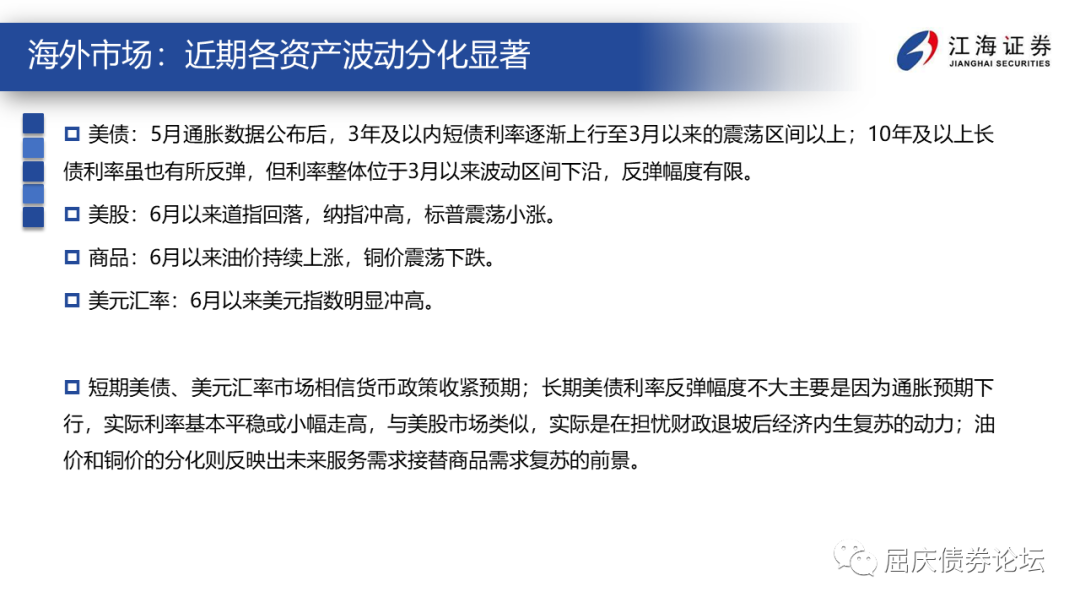 海外市场：近期各资产波动分化显著
江海证券
JIANGHAI SECURITIES
美债：5月通胀数据公布后，3年及以内短债利率逐渐上行至3月以来的震荡区间以上；10年及以上长
债利率虽也有所反弹，但利率整体位于3月以来波动区间下沿，反弹幅度有限。
美股：6月以来道指回落，纳指冲高，标普震荡小涨。
商品：6月以来油价持续上涨，铜价震荡下跌。
美元汇率：6月以来美元指数明显冲高。
短期美债、美元汇率市场相信货币政策收紧预期；长期美债利率反弹幅度不大主要是因为通胀预期下
行，实际利率基本平稳或小幅走高，与美股市场类似，实际是在担忧财政退坡后经济内生复苏的动力；油
价和铜价的分化则反映出未来服务需求接替商品需求复苏的前景。
屈庆债券论坛